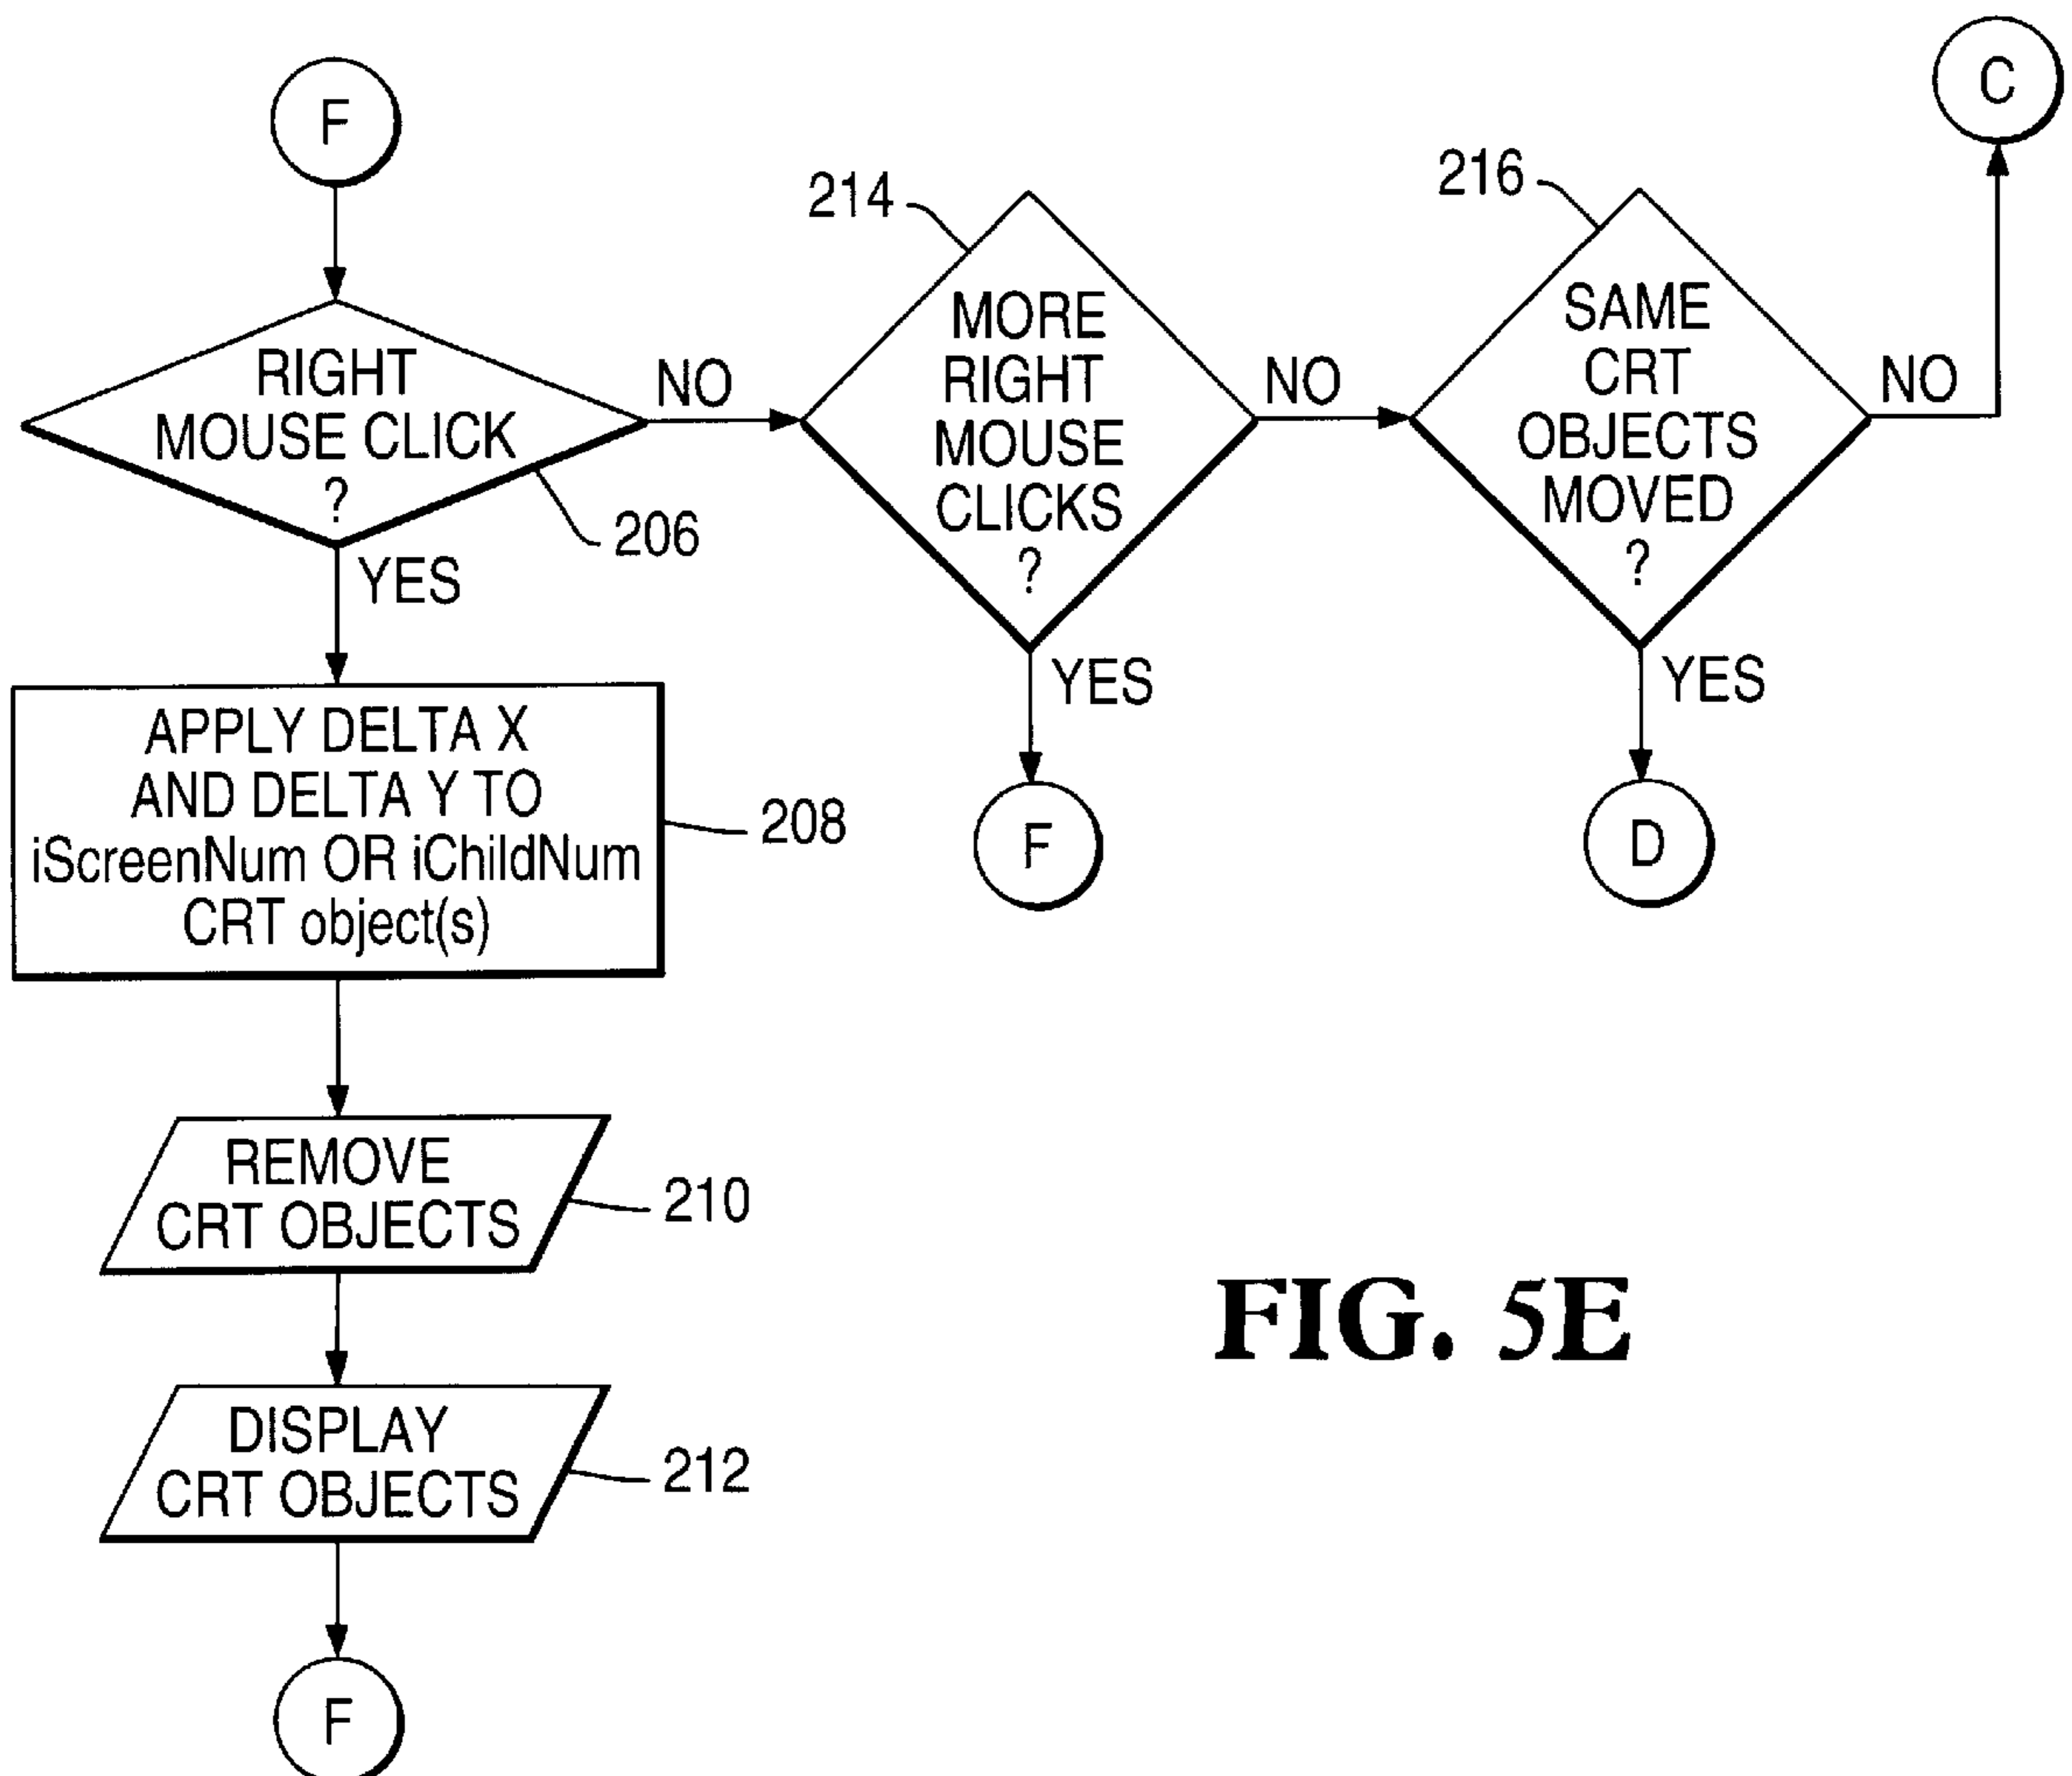 F
C
214
216
RIGHT
MOUSE CLICK
?
NO
206
YES
MORE
RIGHT
MOUSE
CLICKS
?
NO
YES
F
SAME
CRT
OBJECTS
MOVED
?
NO
YES
D
APPLY DELTA X
AND DELTA Y TO
iScreenNum OR iChildNum
CRT object(s)
208
REMOVE
CRT OBJECTS
210
DISPLAY
CRT OBJECTS
212
F
FIG. 5E